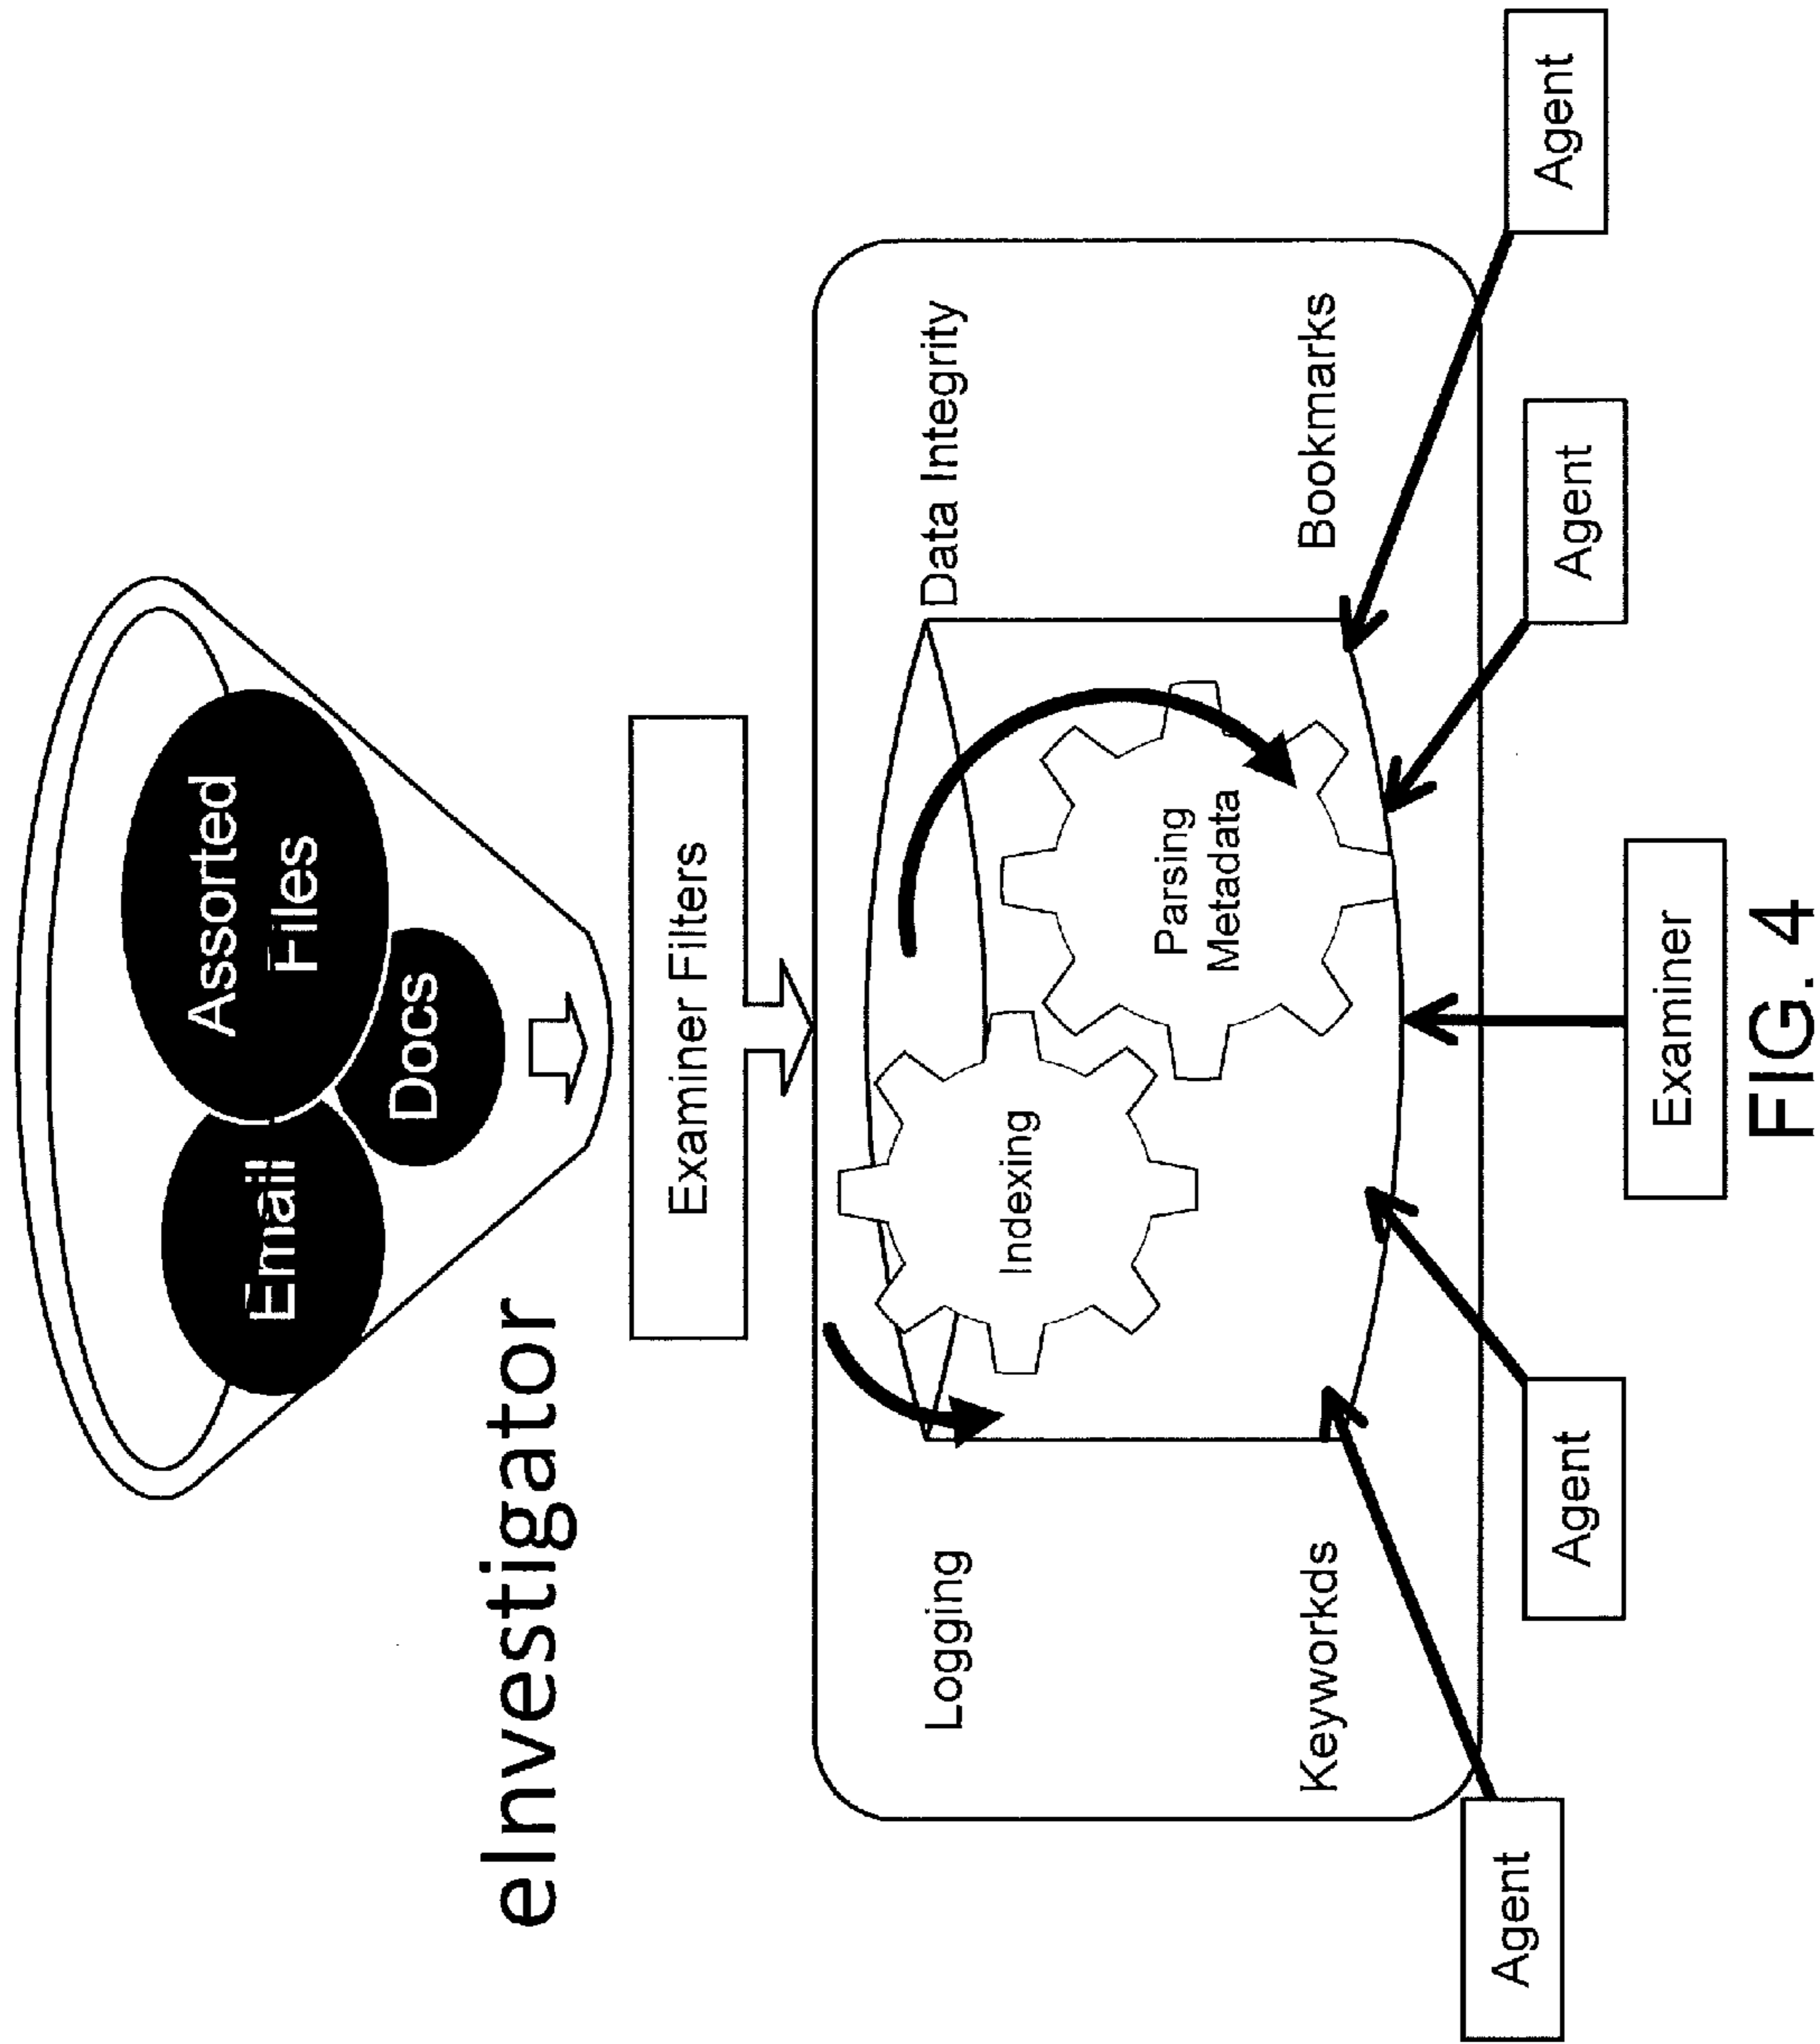 Email
Assorted
Files
Docs
eInvestigator
Examiner Filters
Logging
Data Integrity
Indexing
Parsing
Metadata
Keyworkds
Bookmarks
Agent
Agent
Examiner
Agent
Agent
FIG. 4